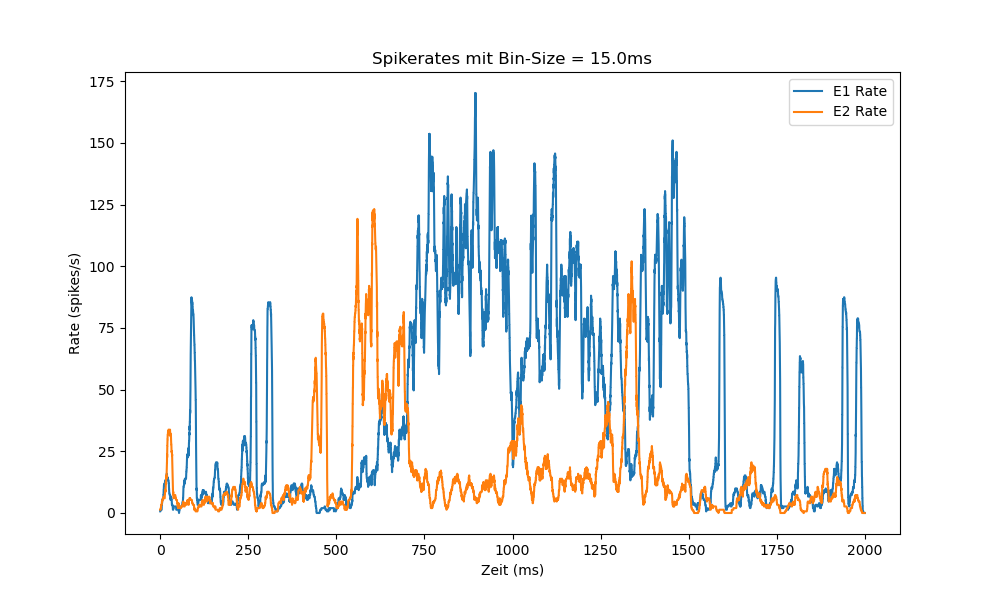 Spikerates mit Bin-Size = 15.0ms
E1 Rate
E2 Rate
175
150
125
100
75
50
25
0
Rate (spikes/s)
0 250 500 750 1000 1250 1500 1750 2000
Zeit (ms)